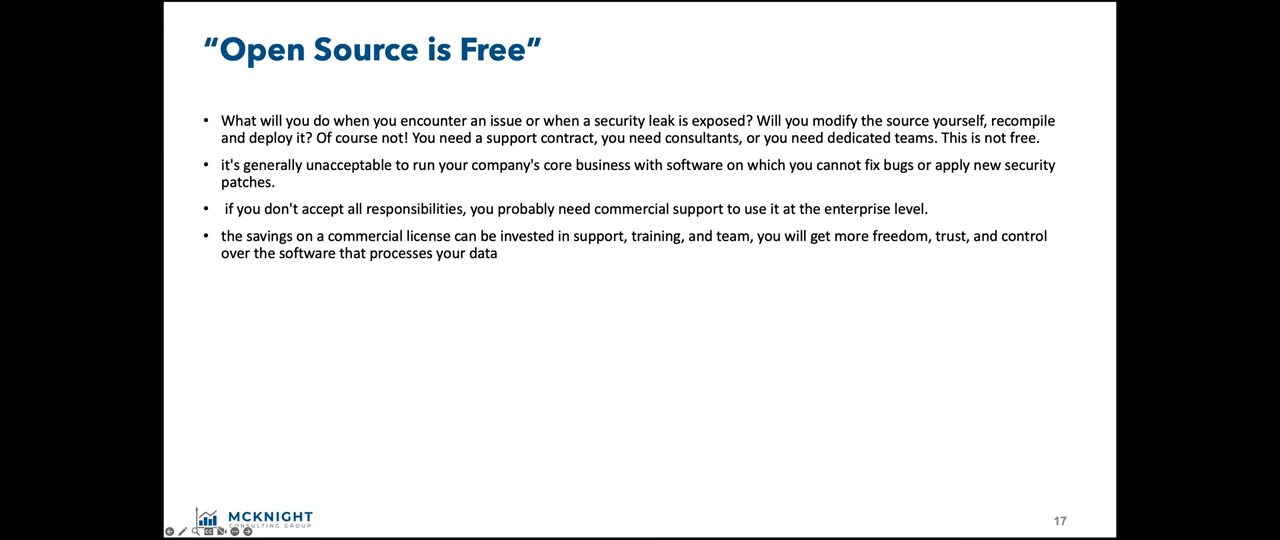 “Open Source is Free”
• What will you do when you encounter an issue or when a security leak is exposed? Will you modify the source yourself, recompile
and deploy it? Of course not! You need a support contract, you need consultants, or you need dedicated teams. This is not free.
• it's generally unacceptable to run your company's core business with software on which you cannot fix bugs or apply new security
patches.
• if you don't accept all responsibilities, you probably need commercial support to use it at the enterprise level.
• the savings on a commercial license can be invested in support, training, and team, you will get more freedom, trust, and control
over the software that processes your data
MCKNIGHT
CONSULTING GROUP
17